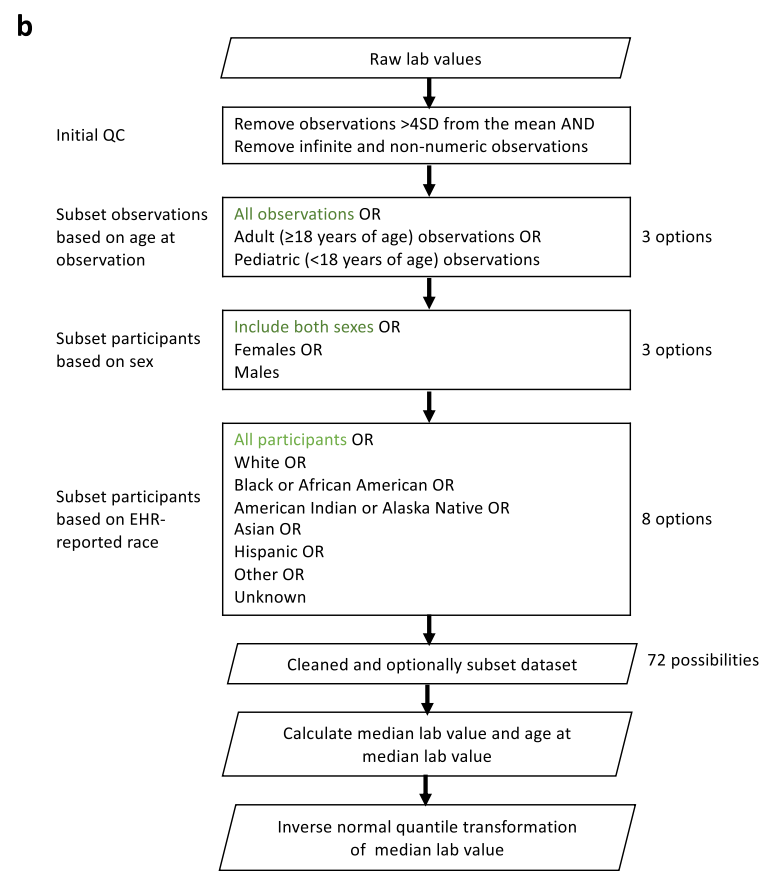 b
Raw lab values
Initial QC
Remove observations >4SD from the mean AND
Remove infinite and non-numeric observations
Subset observations
based on age at
observation
All observations OR
Adult (≥18 years of age) observations OR
Pediatric (<18 years of age) observations
3 options
Subset participants
based on sex
Include both sexes OR
Females OR
Males
3 options
Subset participants
based on EHR-
reported race
All participants OR
White OR
Black or African American OR
American Indian or Alaska Native OR
Asian OR
Hispanic OR
Other OR
Unknown
8 options
Cleaned and optionally subset dataset
72 possibilities
Calculate median lab value and age at
median lab value
Inverse normal quantile transformation
of median lab value